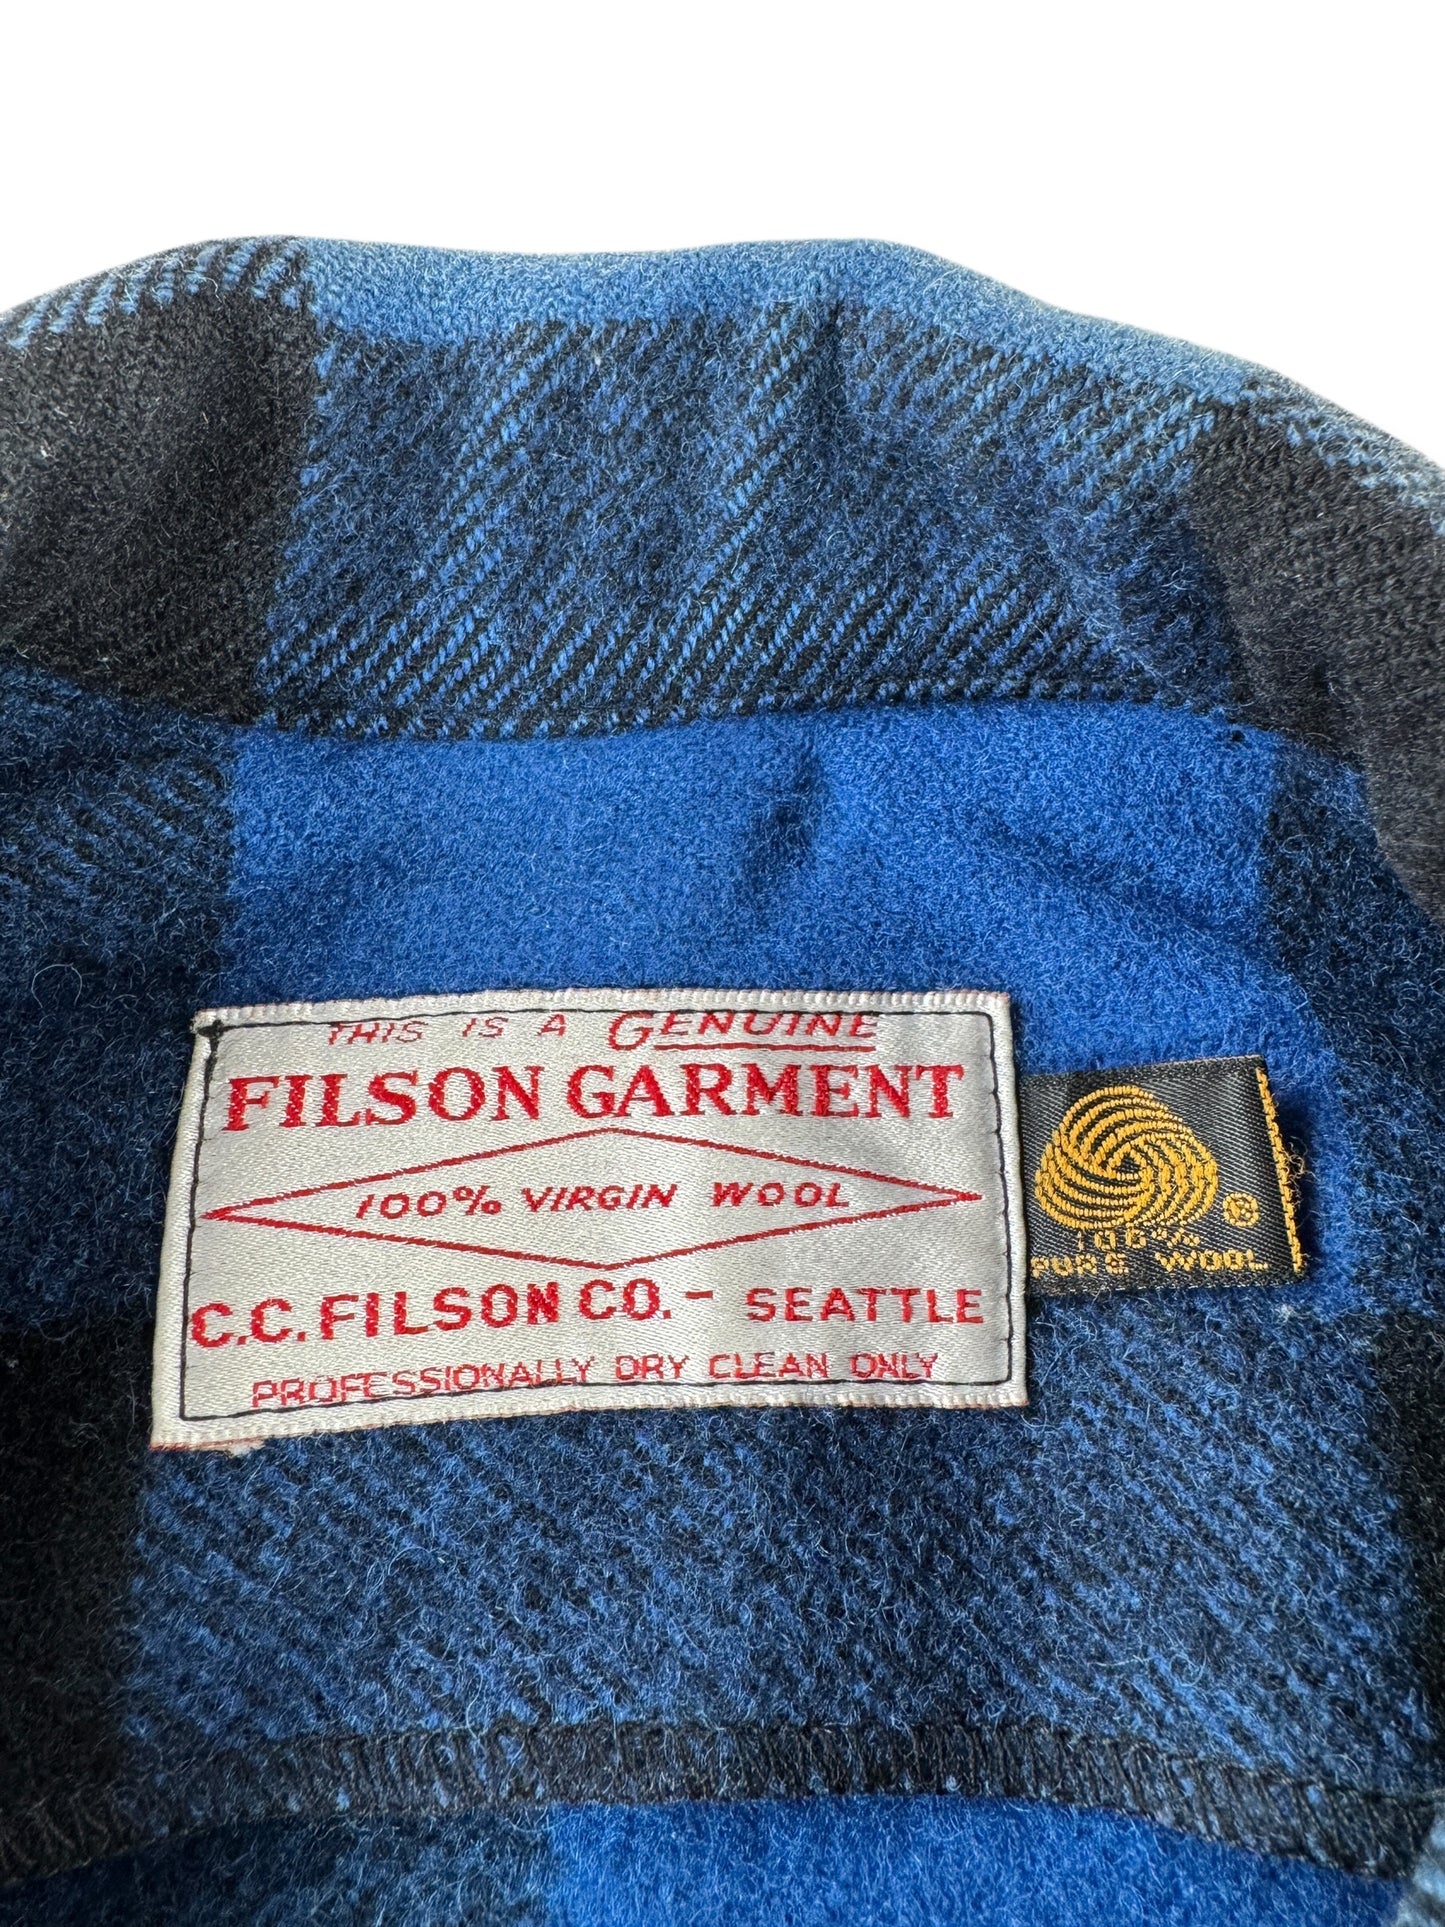 THIS IS A GENUINE
FILSON GARMENT
100% VIRGIN WOOL
C.C. FILSON CO. - SEATTLE
PROFESSIONALLY DRY CLEAN ONLY
®
100%
PURE WOOL